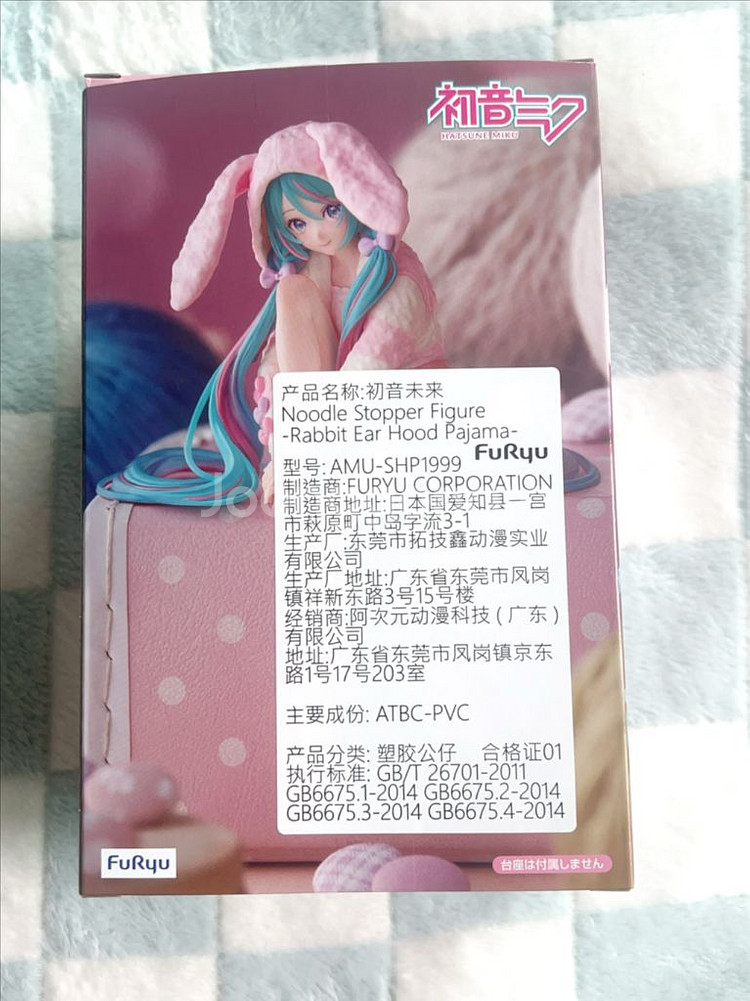 初音ミク
HATSUNE MIKU
产品名称:初音未来
Noodle Stopper Figure
-Rabbit Ear Hood Pajama-
FuRyu
型号: AMU-SHP1999
制造商:FURYU CORPORATION
制造商地址:日本国爱知县一宫
市萩原町中岛字流3-1
生产厂:东莞市拓技鑫动漫实业
有限公司
生产厂地址:广东省东莞市凤岗
镇祥新东路3号15号楼
经销商:阿次元动漫科技(广东)
有限公司
地址:广东省东莞市凤岗镇京东
路1号17号203室
主要成份: ATBC-PVC
产品分类: 塑胶公仔 合格证01
执行标准: GB/T 26701-2011
GB6675.1-2014 GB6675.2-2014
GB6675.3-2014 GB6675.4-2014
FuRyu
台座は付属しません